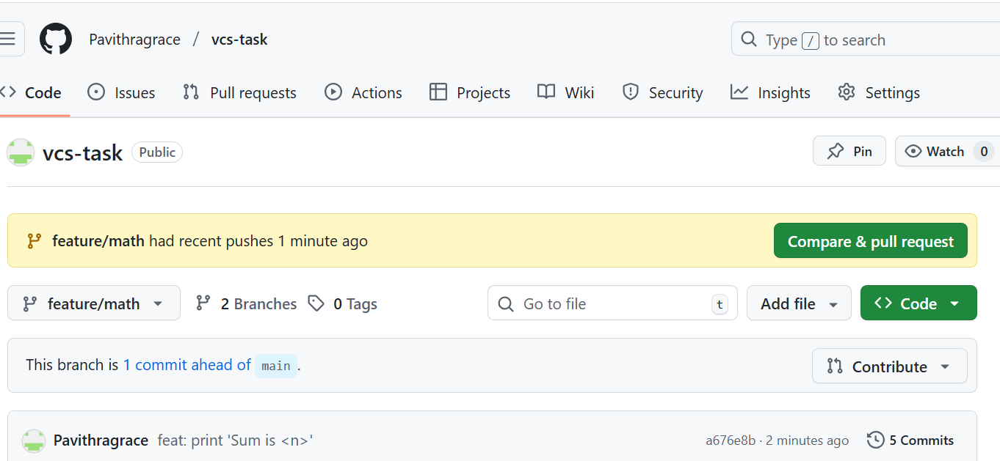 Pavithragrace / vcs-task Type / to search
Code Issues Pull requests Actions Projects Wiki Security Insights Settings
vcs-task Public Pin Watch 0
feature/math had recent pushes 1 minute ago Compare & pull request
feature/math 2 Branches 0 Tags Go to file t Add file Code
This branch is 1 commit ahead of main . Contribute
Pavithragrace feat: print 'Sum is <n>' a676e8b · 2 minutes ago 5 Commits